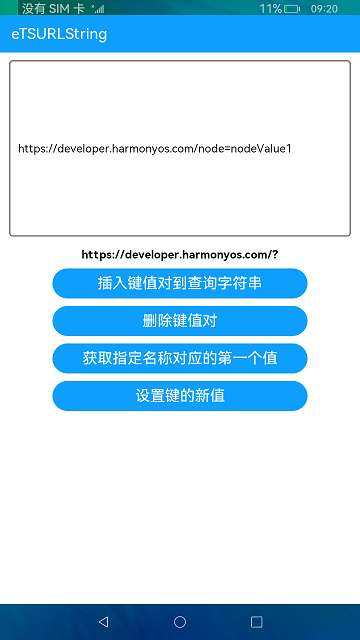 没有 SIM 卡 11% 09:20
eTSURLString
https://developer.harmonyos.com/node=nodeValue1
https://developer.harmonyos.com/?
插入键值对到查询字符串
删除键值对
获取指定名称对应的第一个值
设置键的新值